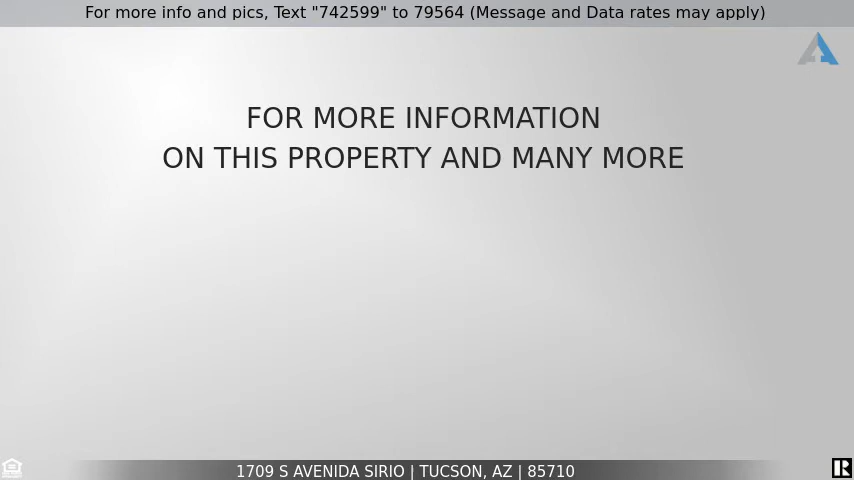 For more info and pics, Text "742599" to 79564 (Message and Data rates may apply)
FOR MORE INFORMATION
ON THIS PROPERTY AND MANY MORE
1709 S AVENIDA SIRIO | TUCSON, AZ | 85710